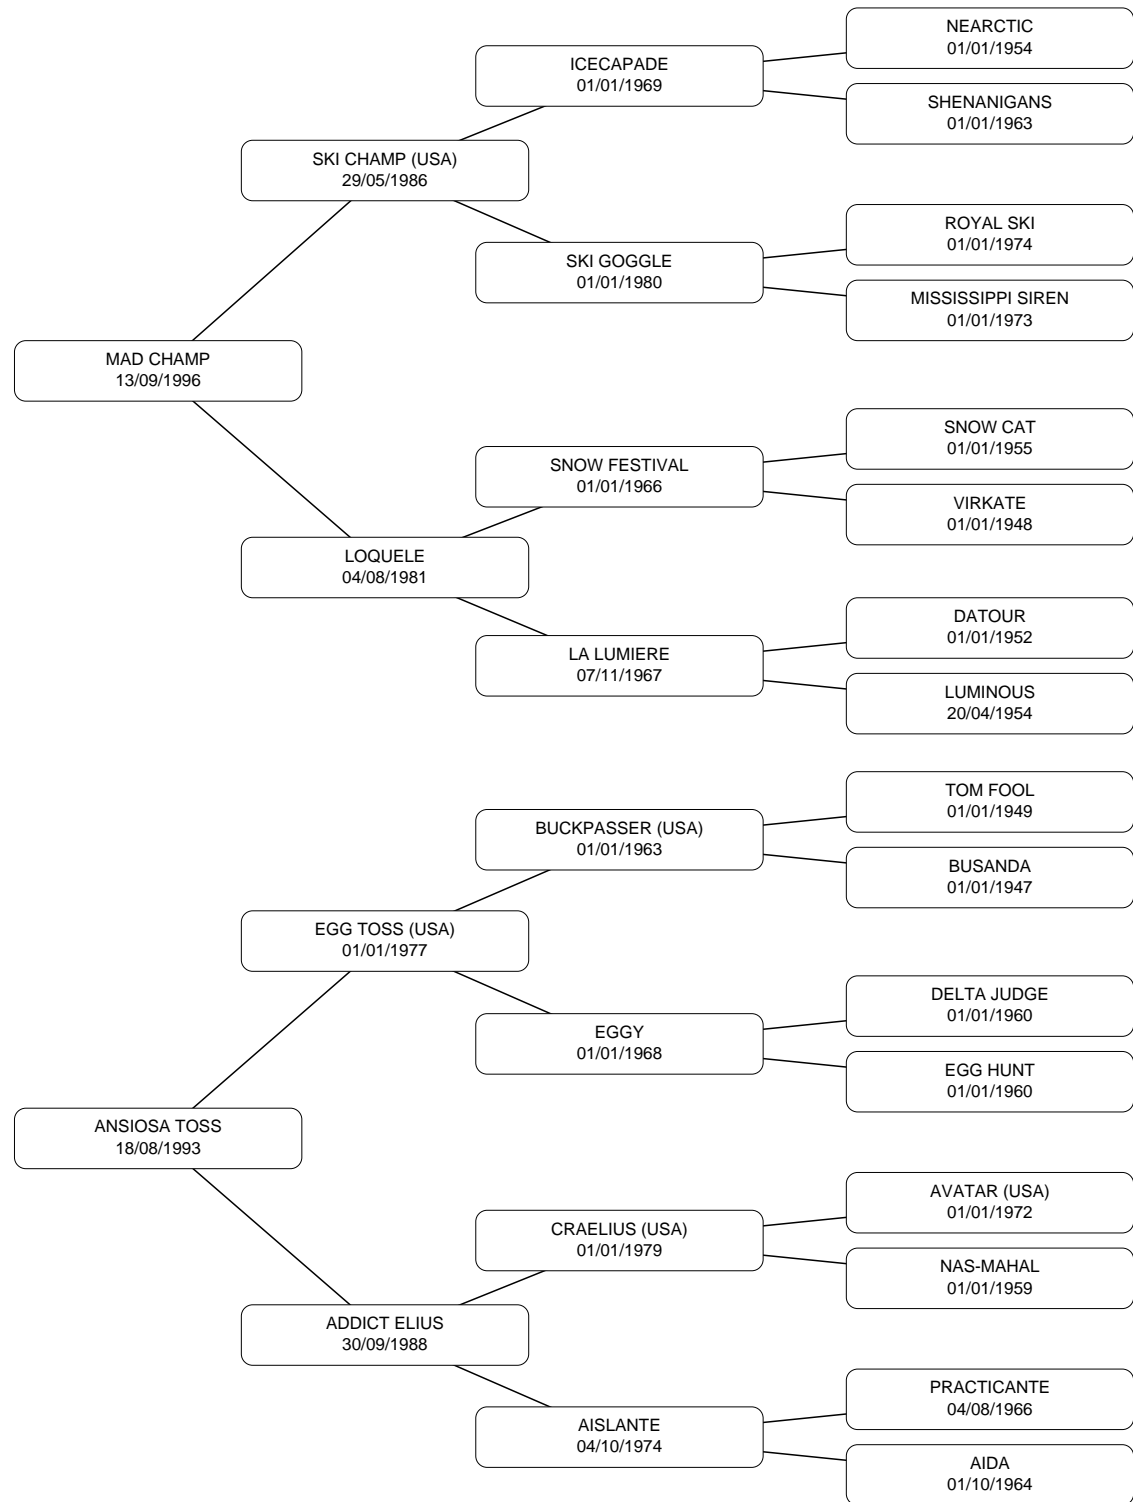 NEARCTIC
01/01/1954
ICECAPADE
01/01/1969
SHENANIGANS
01/01/1963
SKI CHAMP (USA)
29/05/1986
ROYAL SKI
01/01/1974
SKI GOGGLE
01/01/1980
MISSISSIPPI SIREN
01/01/1973
MAD CHAMP
13/09/1996
SNOW CAT
01/01/1955
SNOW FESTIVAL
01/01/1966
VIRKATE
01/01/1948
LOQUELE
04/08/1981
DATOUR
01/01/1952
LA LUMIERE
07/11/1967
LUMINOUS
20/04/1954
TOM FOOL
01/01/1949
BUCKPASSER (USA)
01/01/1963
BUSANDA
01/01/1947
EGG TOSS (USA)
01/01/1977
DELTA JUDGE
01/01/1960
EGGY
01/01/1968
EGG HUNT
01/01/1960
ANSIOSA TOSS
18/08/1993
AVATAR (USA)
01/01/1972
CRAELIUS (USA)
01/01/1979
NAS-MAHAL
01/01/1959
ADDICT ELIUS
30/09/1988
PRACTICANTE
04/08/1966
AISLANTE
04/10/1974
AIDA
01/10/1964